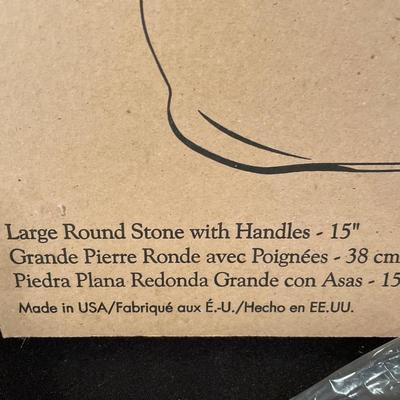 Large Round Stone with Handles - 15"
Grande Pierre Ronde avec Poignées - 38 cm
Piedra Plana Redonda Grande con Asas - 15
Made in USA/Fabriqué aux É.-U./Hecho en EE.UU.